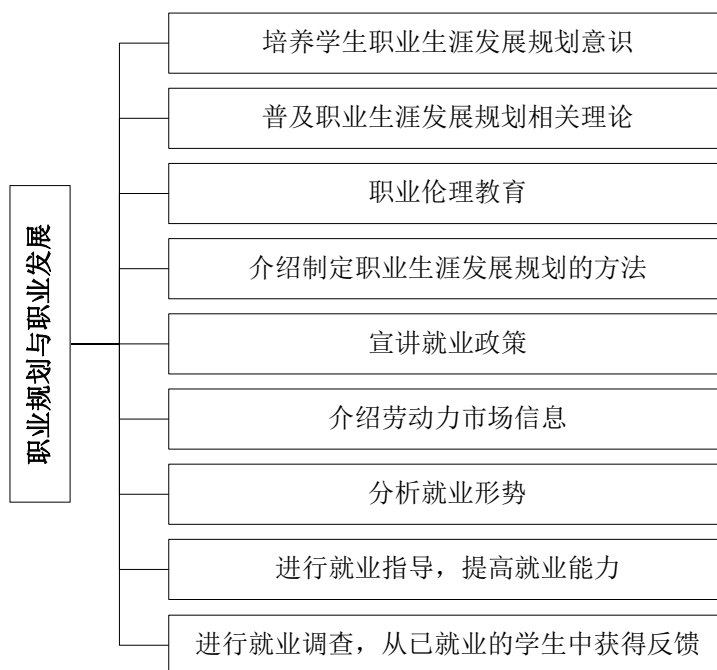 职业规划与职业发展
培养学生职业生涯发展规划意识
普及职业生涯发展规划相关理论
职业伦理教育
介绍制定职业生涯发展规划的方法
宣讲就业政策
介绍劳动力市场信息
分析就业形势
进行就业指导，提高就业能力
进行就业调查，从已就业的学生中获得反馈